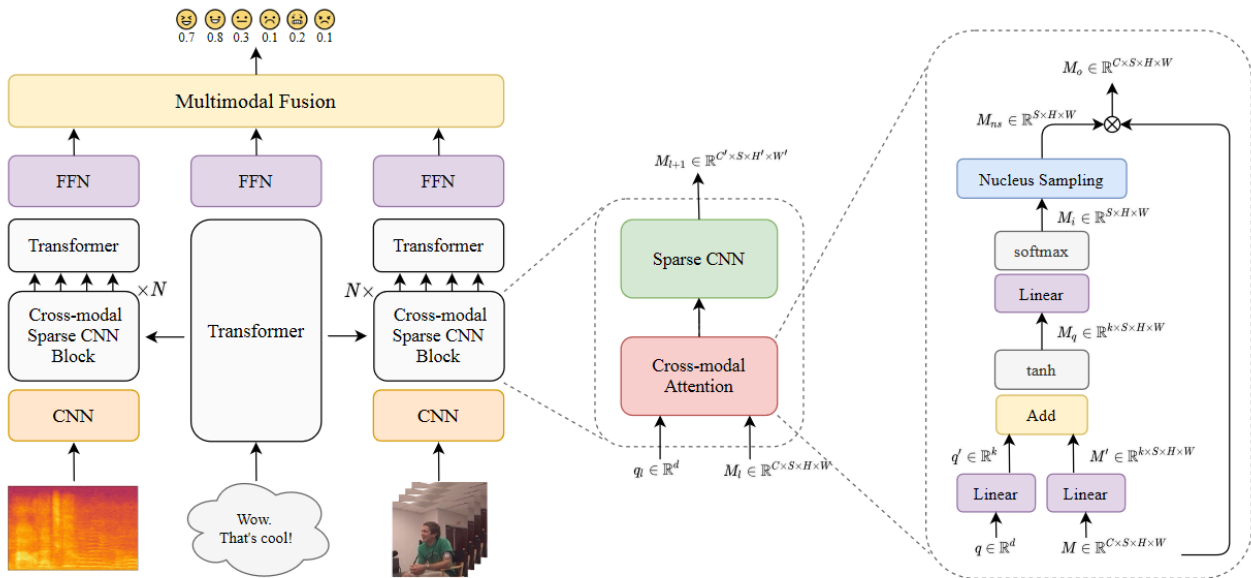 0.7 0.8 0.3 0.1 0.2 0.1
Multimodal Fusion
FFN
FFN
FFN
Transformer
Transformer
Transformer
×N
N×
Cross-modal
Sparse CNN
Block
Cross-modal
Sparse CNN
Block
CNN
CNN
Wow.
That's cool!
M_{l+1} ∈ ℝ^{C'×S×H'×W'}
Sparse CNN
Cross-modal
Attention
q_l ∈ ℝ^d
M_l ∈ ℝ^{C×S×H×W}
M_o ∈ ℝ^{C×S×H×W}
M_{ns} ∈ ℝ^{S×H×W}
Nucleus Sampling
M_i ∈ ℝ^{S×H×W}
softmax
Linear
M_q ∈ ℝ^{k×S×H×W}
tanh
Add
q' ∈ ℝ^k
M' ∈ ℝ^{k×S×H×W}
Linear
Linear
q ∈ ℝ^d
M ∈ ℝ^{C×S×H×W}